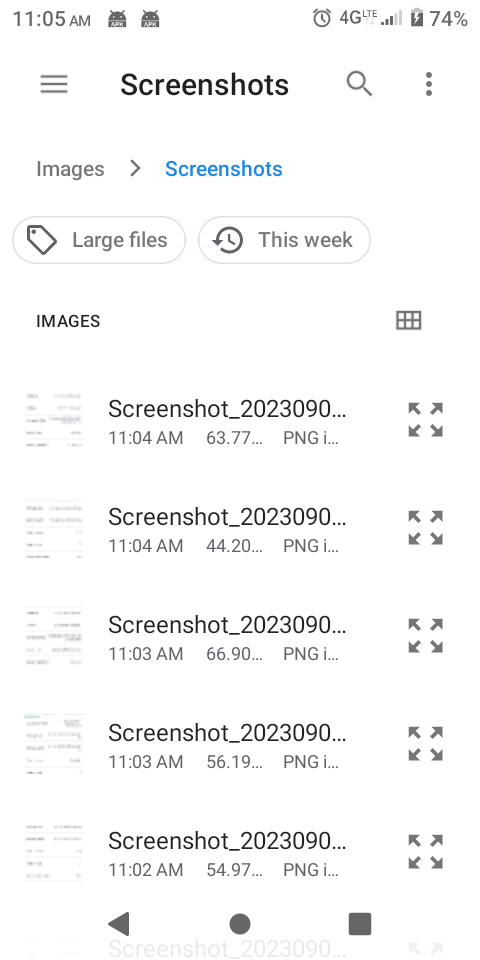 11:05 AM 4G LTE 74%
Screenshots
Images > Screenshots
Large files This week
IMAGES
Screenshot_2023090...
11:04 AM 63.77... PNG i...
Screenshot_2023090...
11:04 AM 44.20... PNG i...
Screenshot_2023090...
11:03 AM 66.90... PNG i...
Screenshot_2023090...
11:03 AM 56.19... PNG i...
Screenshot_2023090...
11:02 AM 54.97... PNG i...
Screenshot_2023090...